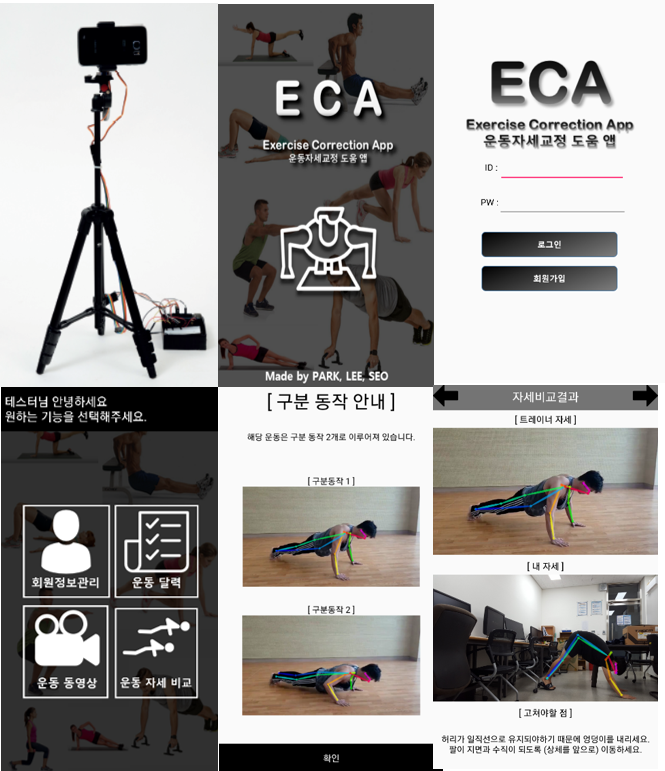 ECA
Exercise Correction App
운동자세교정 도움 앱
Made by PARK, LEE, SEO
ECA
Exercise Correction App
운동자세교정 도움 앱
ID :
PW :
로그인
회원가입
테스터님 안녕하세요
원하는 기능을 선택해주세요.
회원정보관리
운동 달력
운동 동영상
운동 자세 비교
[ 구분 동작 안내 ]
해당 운동은 구분 동작 2개로 이루어져 있습니다.
[ 구분동작 1 ]
[ 구분동작 2 ]
확인
자세비교결과
[ 트레이너 자세 ]
[ 내 자세 ]
[ 고쳐야할 점 ]
허리가 일직선으로 유지되야하기 때문에 엉덩이를 내리세요.
팔이 지면과 수직이 되도록 (상체를 앞으로) 이동하세요.